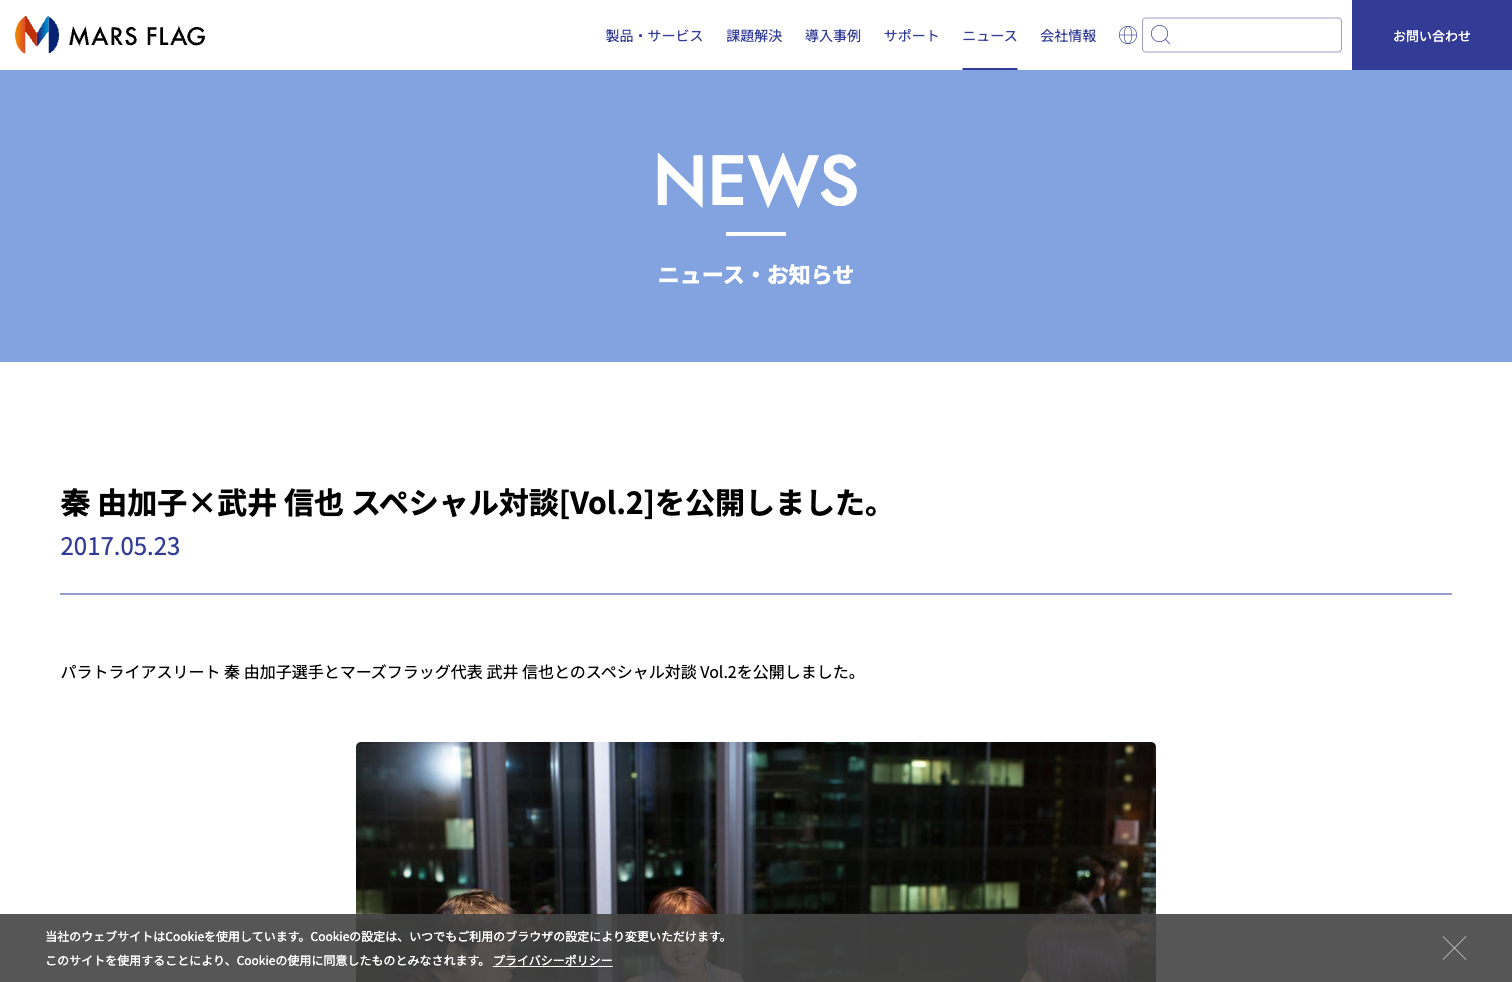 MARS FLAG
製品・サービス 課題解決 導入事例 サポート ニュース 会社情報 お問い合わせ
NEWS
ニュース・お知らせ
秦 由加子×武井 信也 スペシャル対談[Vol.2]を公開しました。
2017.05.23
パラトライアスリート 秦 由加子選手とマーズフラッグ代表 武井 信也とのスペシャル対談 Vol.2を公開しました。
当社のウェブサイトはCookieを使用しています。Cookieの設定は、いつでもご利用のブラウザの設定により変更いただけます。
このサイトを使用することにより、Cookieの使用に同意したものとみなされます。 プライバシーポリシー